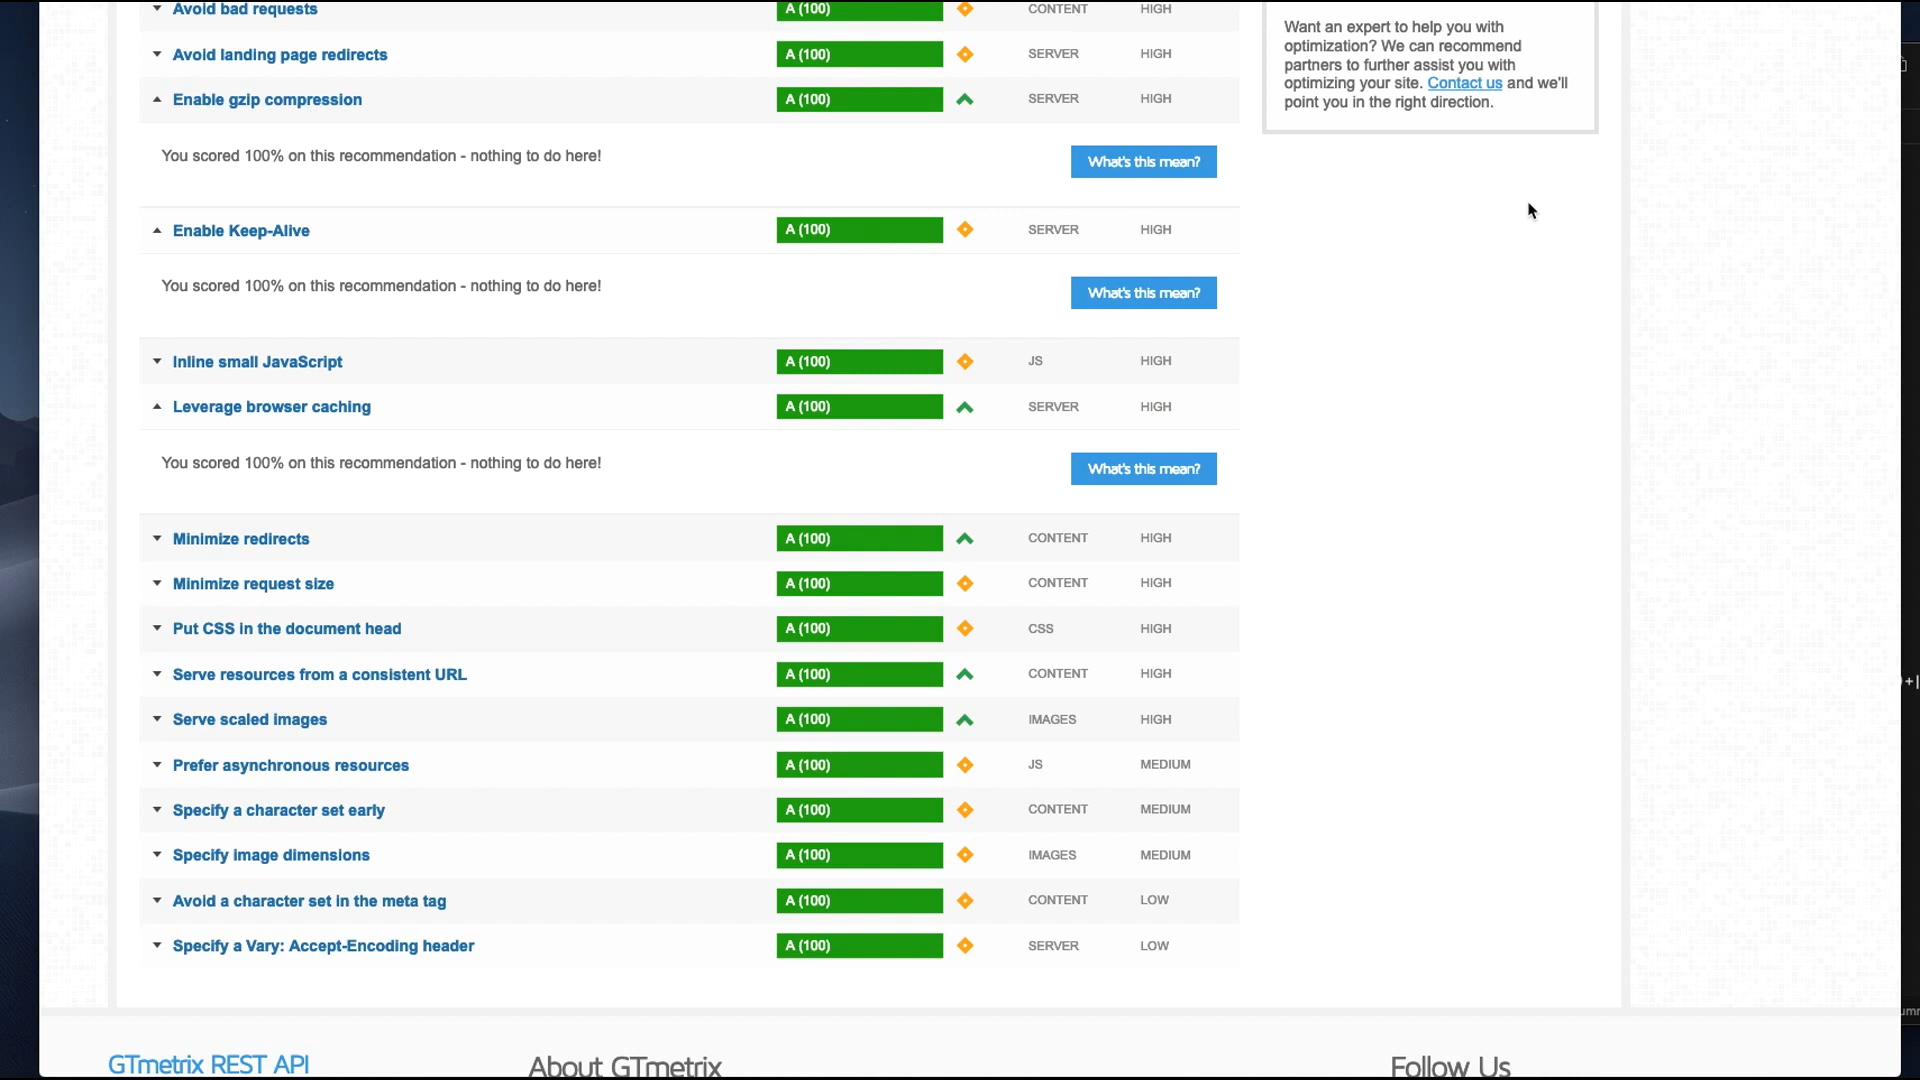 Avoid bad requests A (100) CONTENT HIGH
Avoid landing page redirects A (100) SERVER HIGH
Enable gzip compression A (100) SERVER HIGH
You scored 100% on this recommendation - nothing to do here! What's this mean?
Enable Keep-Alive A (100) SERVER HIGH
You scored 100% on this recommendation - nothing to do here! What's this mean?
Inline small JavaScript A (100) JS HIGH
Leverage browser caching A (100) SERVER HIGH
You scored 100% on this recommendation - nothing to do here! What's this mean?
Minimize redirects A (100) CONTENT HIGH
Minimize request size A (100) CONTENT HIGH
Put CSS in the document head A (100) CSS HIGH
Serve resources from a consistent URL A (100) CONTENT HIGH
Serve scaled images A (100) IMAGES HIGH
Prefer asynchronous resources A (100) JS MEDIUM
Specify a character set early A (100) CONTENT MEDIUM
Specify image dimensions A (100) IMAGES MEDIUM
Avoid a character set in the meta tag A (100) CONTENT LOW
Specify a Vary: Accept-Encoding header A (100) SERVER LOW
Want an expert to help you with
optimization? We can recommend
partners to further assist you with
optimizing your site. Contact us and we'll
point you in the right direction.
GTmetrix REST API About GTmetrix Follow Us